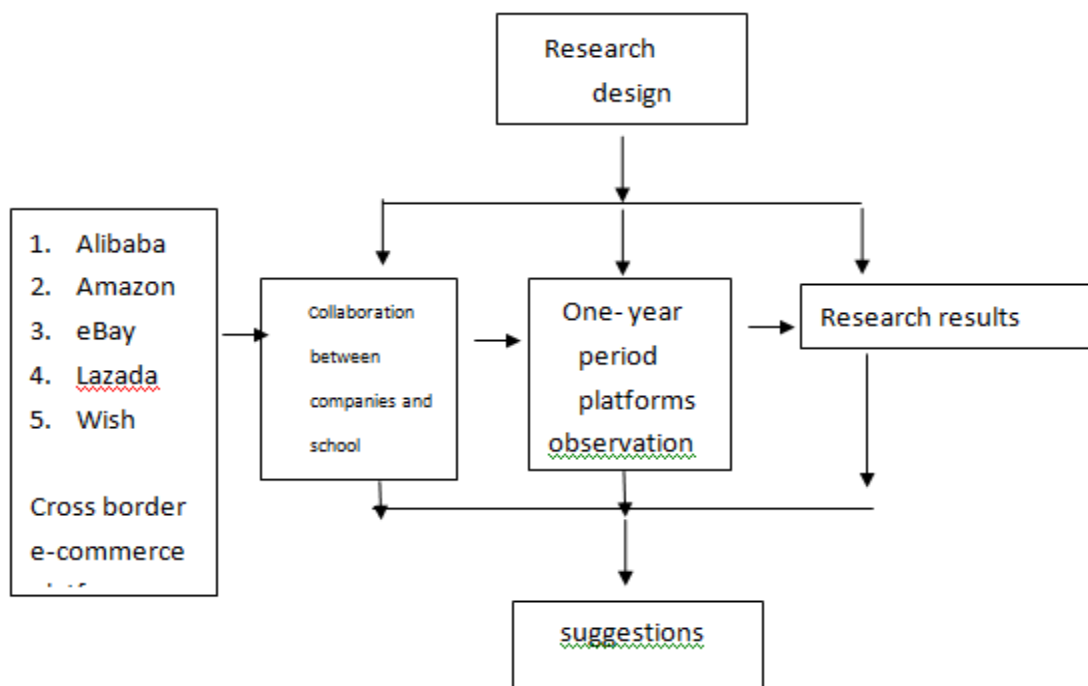 Research
design
1. Alibaba
2. Amazon
3. eBay
4. Lazada
5. Wish
Cross border
e-commerce
Collaboration
between
companies and
school
One- year
period
platforms
observation
Research results
suggestions